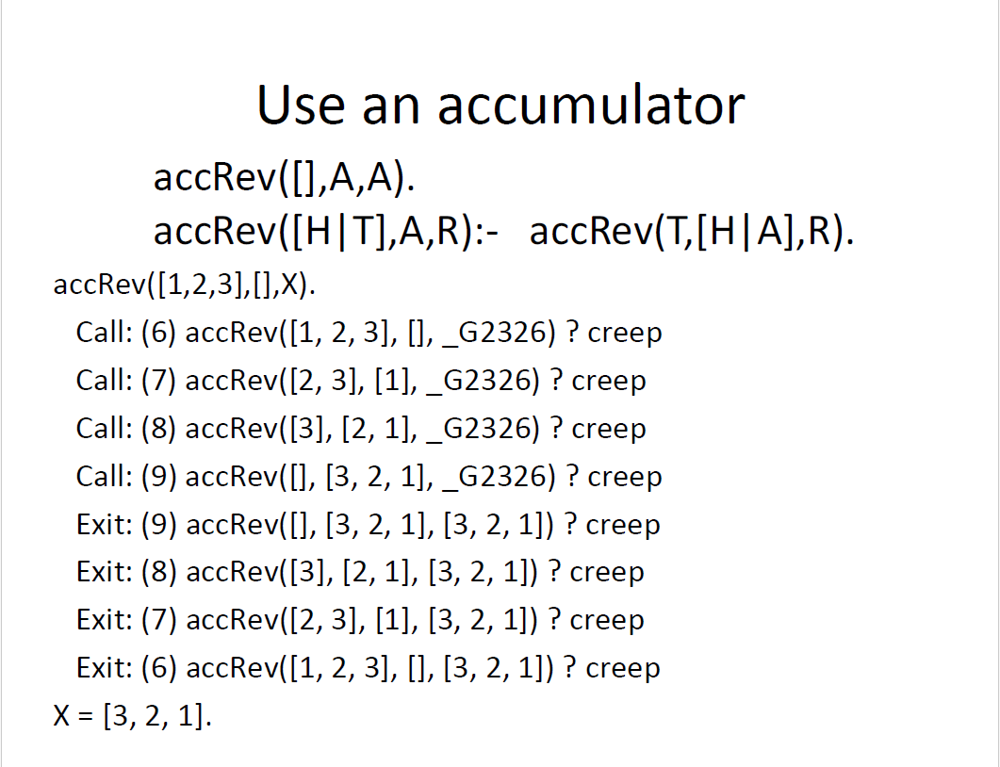 Use an accumulator
accRev([],A,A).
accRev([H|T],A,R):- accRev(T,[H|A],R).
accRev([1,2,3],[],X).
Call: (6) accRev([1, 2, 3], [], _G2326) ? creep
Call: (7) accRev([2, 3], [1], _G2326) ? creep
Call: (8) accRev([3], [2, 1], _G2326) ? creep
Call: (9) accRev([], [3, 2, 1], _G2326) ? creep
Exit: (9) accRev([], [3, 2, 1], [3, 2, 1]) ? creep
Exit: (8) accRev([3], [2, 1], [3, 2, 1]) ? creep
Exit: (7) accRev([2, 3], [1], [3, 2, 1]) ? creep
Exit: (6) accRev([1, 2, 3], [], [3, 2, 1]) ? creep
X = [3, 2, 1].